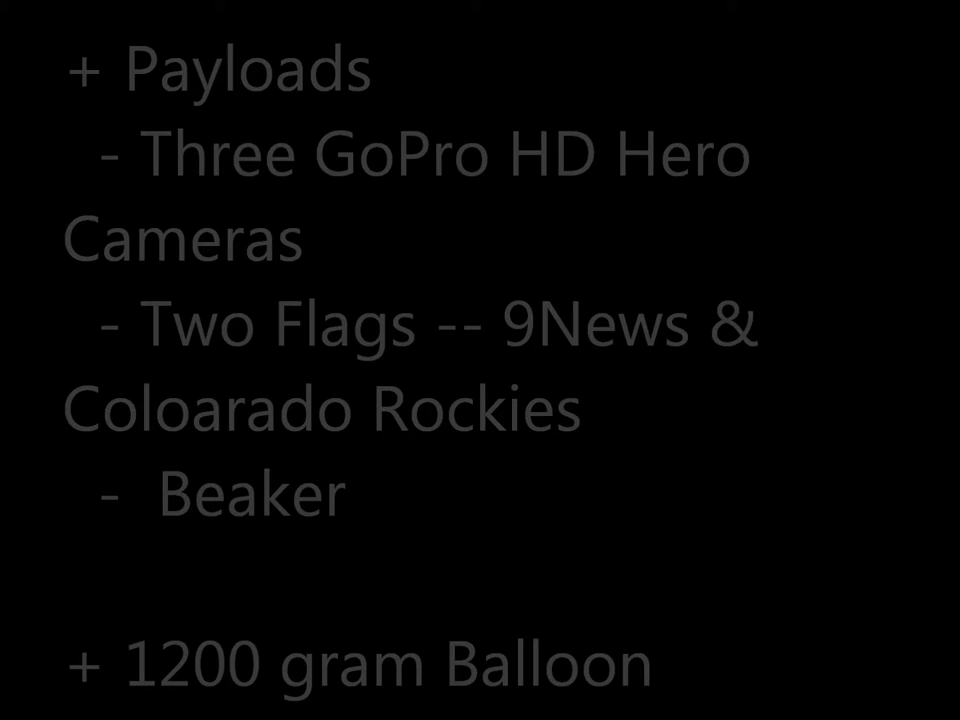 + Payloads
- Three GoPro HD Hero
Cameras
- Two Flags -- 9News &
Coloarado Rockies
- Beaker
+ 1200 gram Balloon